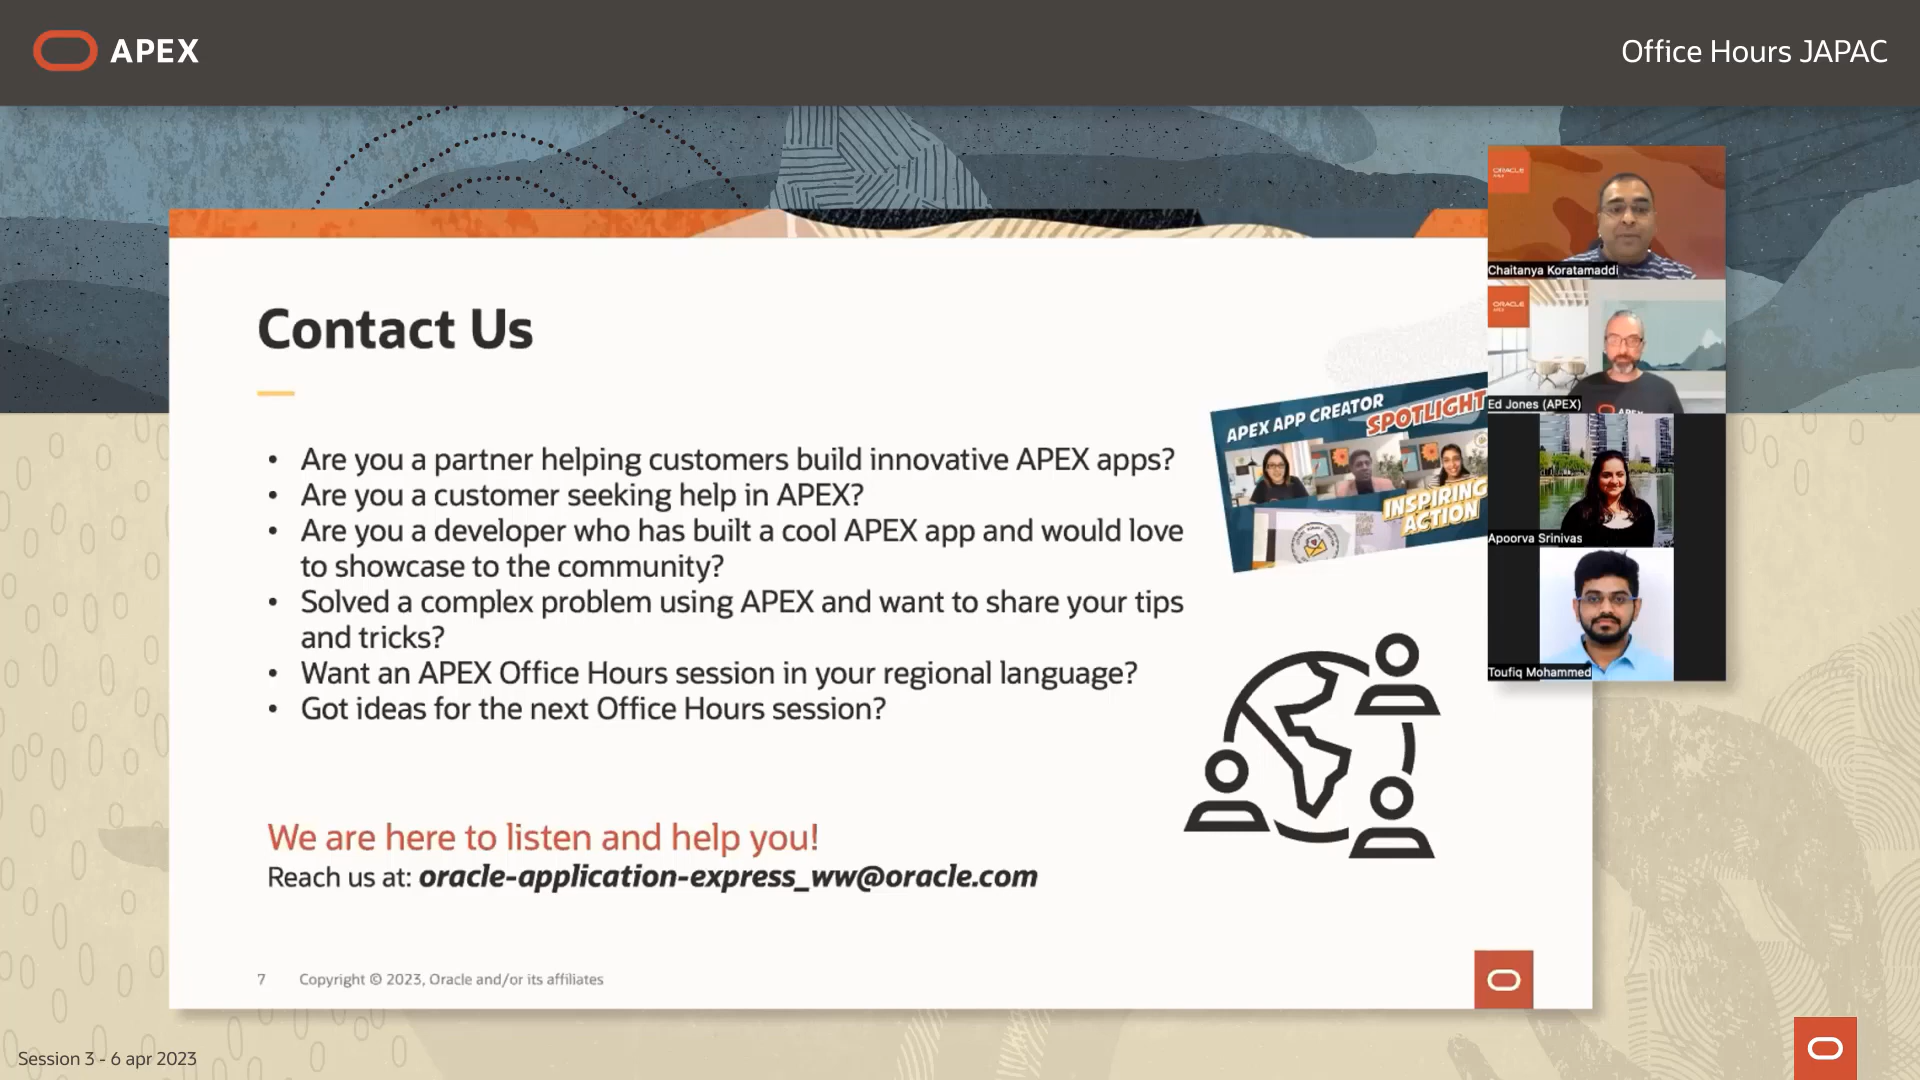 APEX
Office Hours JAPAC
ORACLE
Chaitanya Koratamaddi
ORACLE
Ed Jones (APEX)
Apoorva Srinivas
Toufiq Mohammed
Contact Us
APEX APP CREATOR
SPOTLIGHT
INSPIRING
ACTION
• Are you a partner helping customers build innovative APEX apps?
• Are you a customer seeking help in APEX?
• Are you a developer who has built a cool APEX app and would love
to showcase to the community?
• Solved a complex problem using APEX and want to share your tips
and tricks?
• Want an APEX Office Hours session in your regional language?
• Got ideas for the next Office Hours session?
We are here to listen and help you!
Reach us at: oracle-application-express_ww@oracle.com
7 Copyright © 2023, Oracle and/or its affiliates
Session 3 - 6 apr 2023